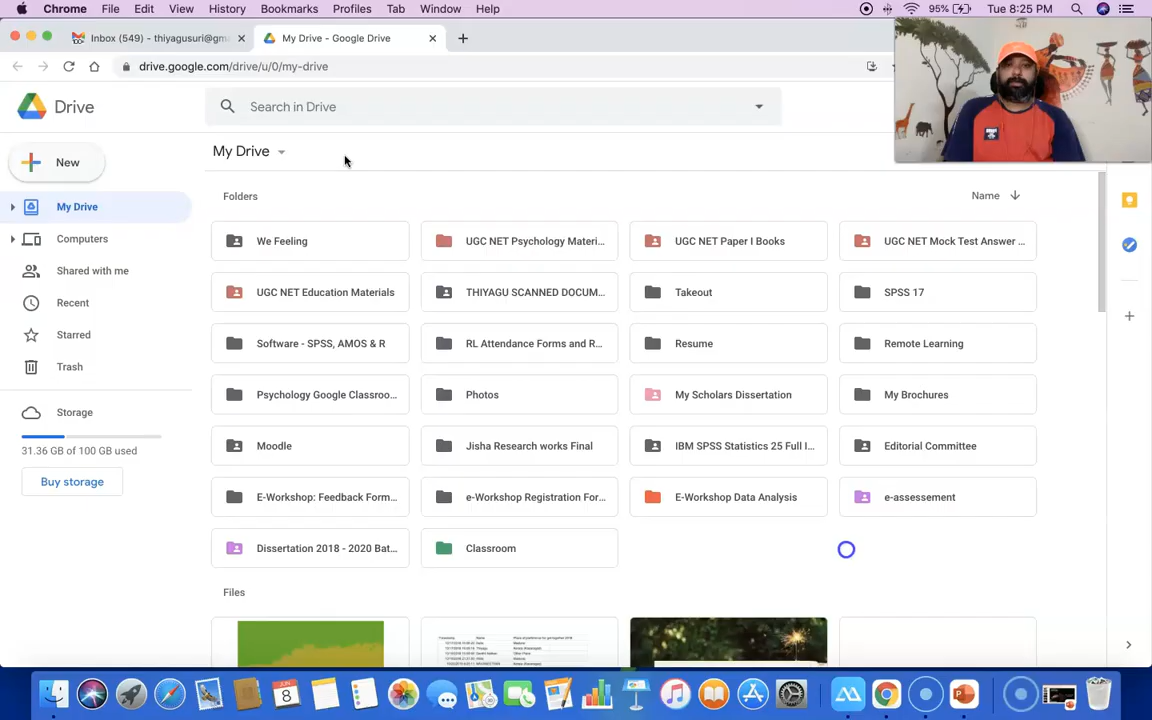 Chrome File Edit View History Bookmarks Profiles Tab Window Help 95% Tue 8:25 PM
Inbox (549) - thiyagusuri@gm
My Drive - Google Drive
drive.google.com/drive/u/0/my-drive
Drive
Search in Drive
New
My Drive
Computers
Shared with me
Recent
Starred
Trash
Storage
31.36 GB of 100 GB used
Buy storage
My Drive
Folders
Name
We Feeling
UGC NET Psychology Materi...
UGC NET Paper I Books
UGC NET Mock Test Answer ...
UGC NET Education Materials
THIYAGU SCANNED DOCUM...
Takeout
SPSS 17
Software - SPSS, AMOS & R
RL Attendance Forms and R...
Resume
Remote Learning
Psychology Google Classroo...
Photos
My Scholars Dissertation
My Brochures
Moodle
Jisha Research works Final
IBM SPSS Statistics 25 Full I...
Editorial Committee
E-Workshop: Feedback Form...
e-Workshop Registration For...
E-Workshop Data Analysis
e-assessement
Dissertation 2018 - 2020 Bat...
Classroom
Files
8